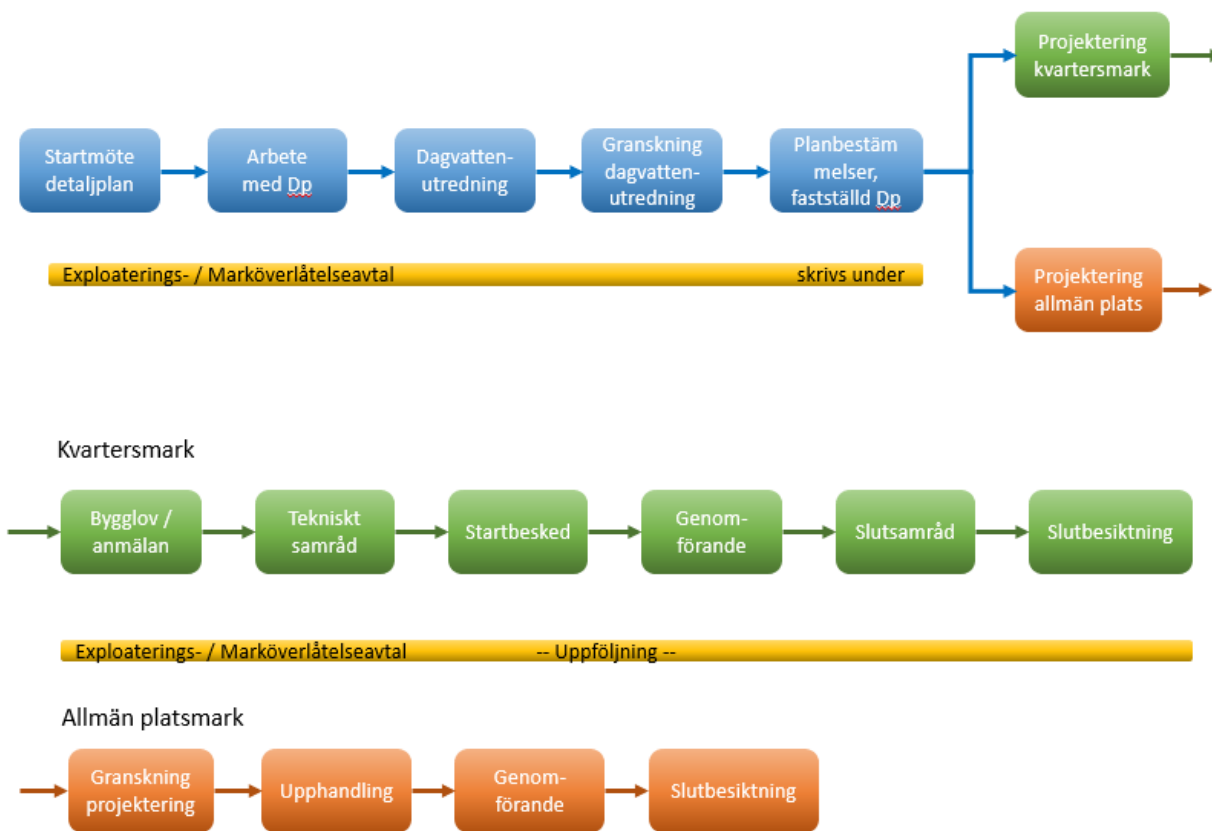 Projektering
kvartersmark
Startmöte
detaljplan
Arbete
med Dp
Dagvatten-
utredning
Granskning
dagvatten-
utredning
Planbestäm
melser,
fastställd Dp
Exploaterings- / Marköverlåtelseavtal
skrivs under
Projektering
allmän plats
Kvartersmark
Bygglov /
anmälan
Tekniskt
samråd
Startbesked
Genom-
förande
Slutsamråd
Slutbesiktning
Exploaterings- / Marköverlåtelseavtal
-- Uppföljning --
Allmän platsmark
Granskning
projektering
Upphandling
Genom-
förande
Slutbesiktning